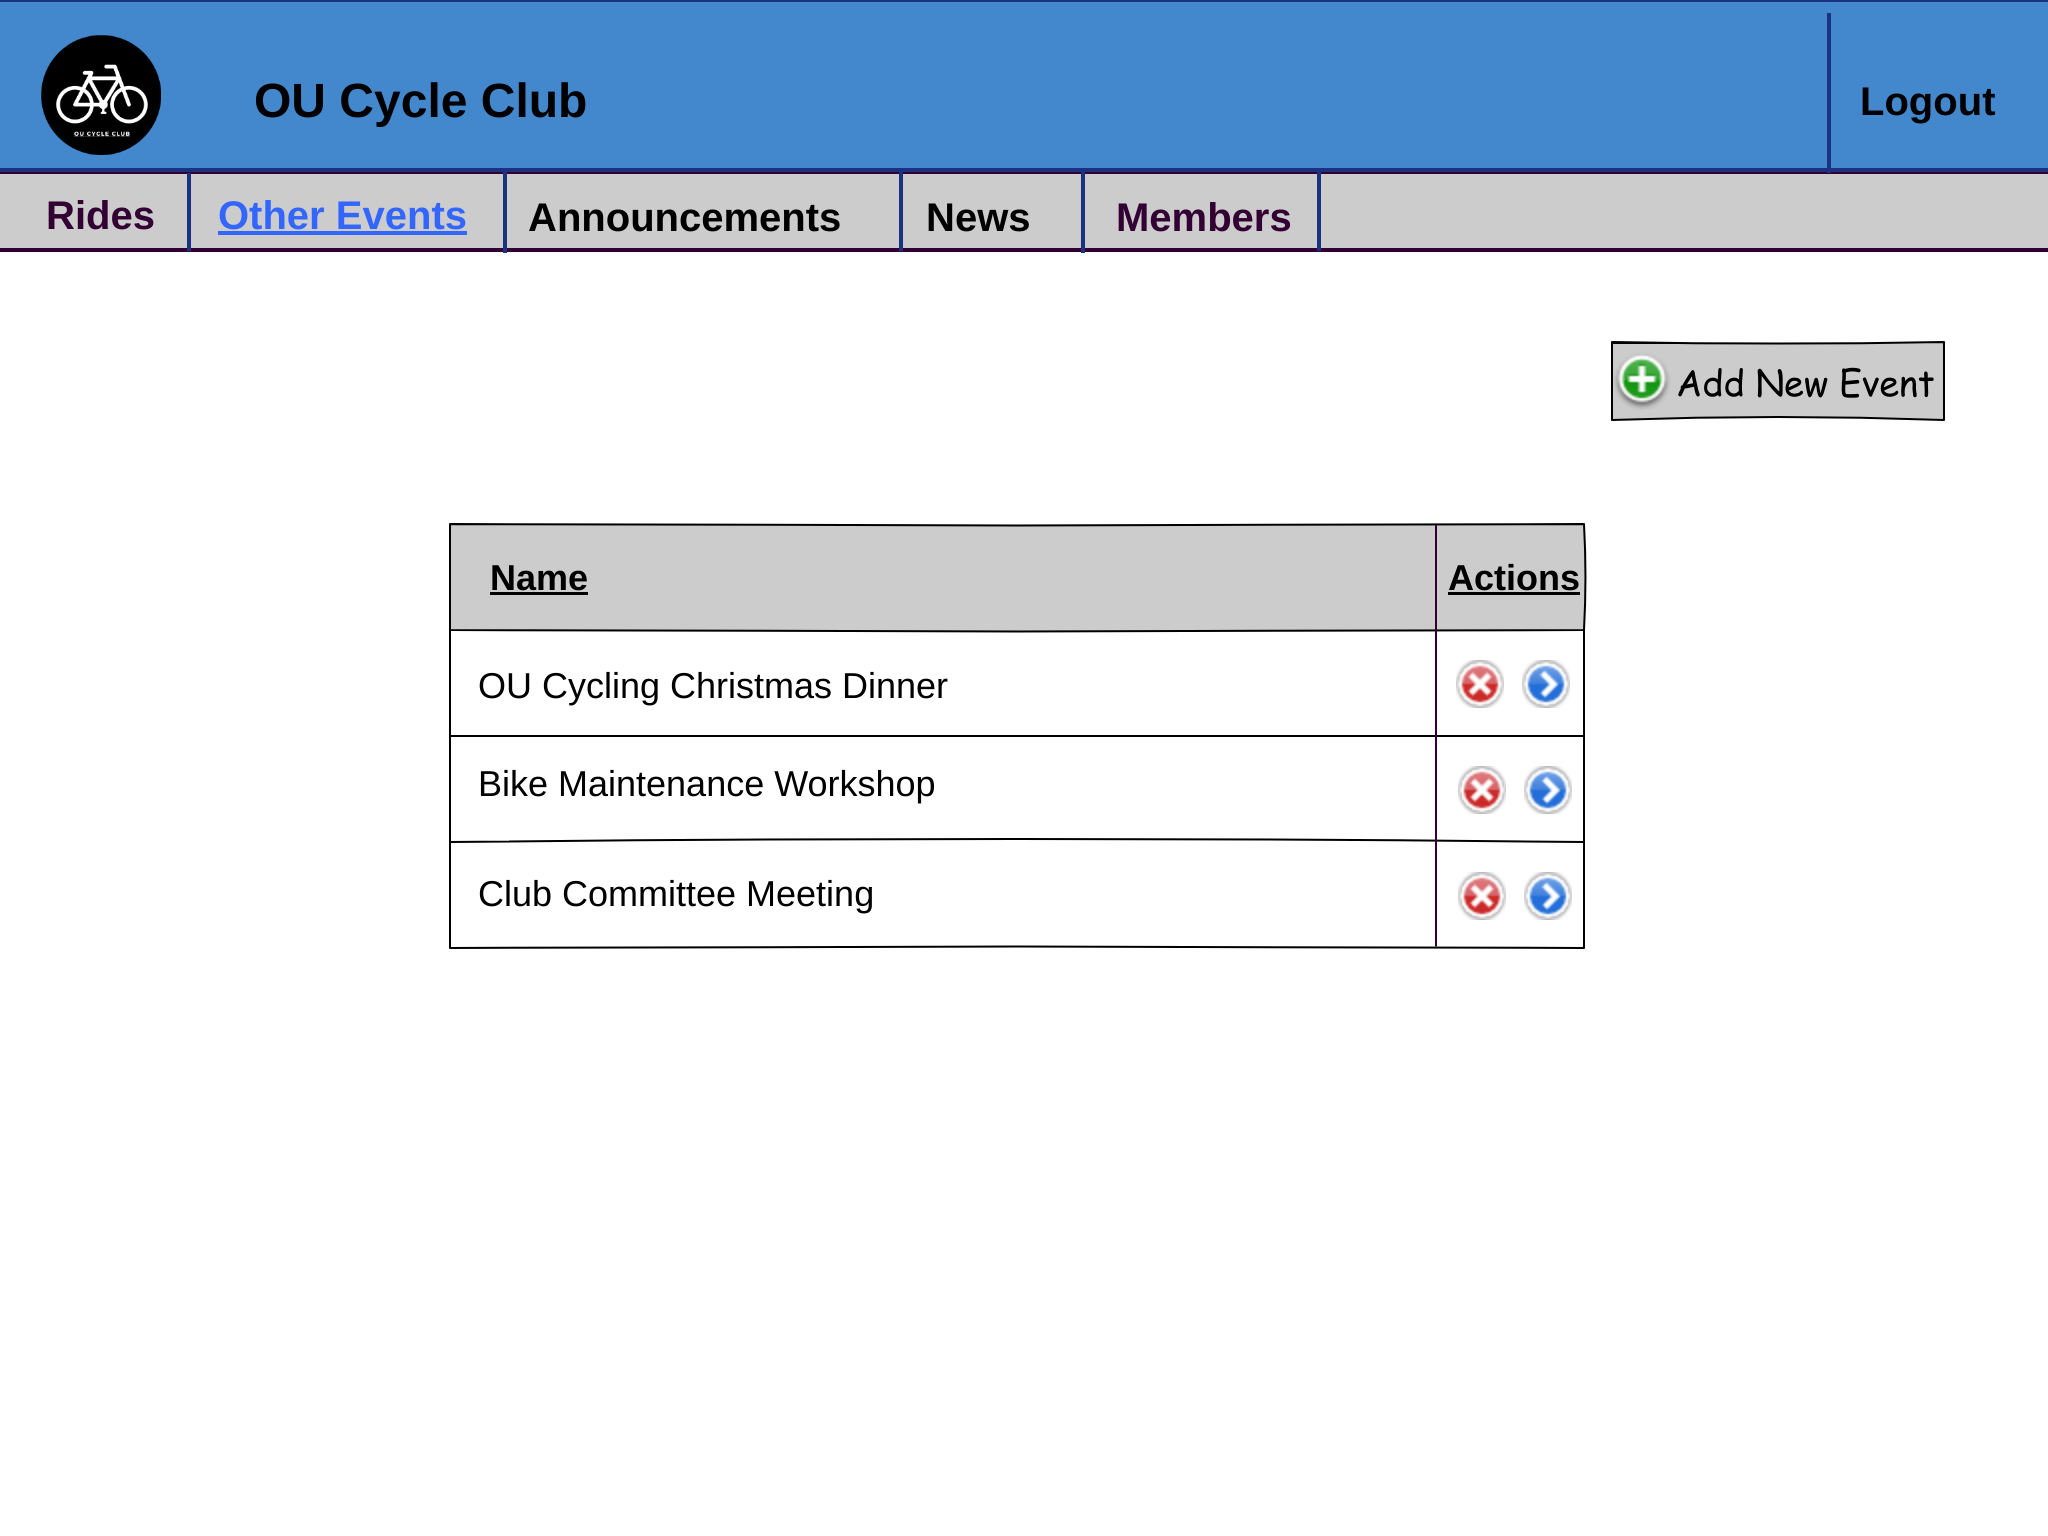 OU CYCLE CLUB
OU Cycle Club
Logout
Rides Other Events Announcements News Members
Add New Event
Name Actions
OU Cycling Christmas Dinner
Bike Maintenance Workshop
Club Committee Meeting